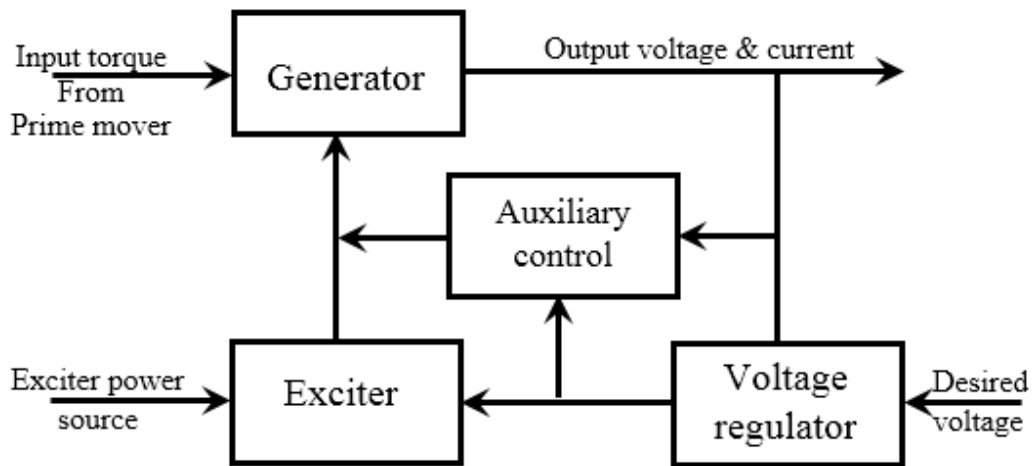 Input torque
From
Prime mover
Generator
Output voltage & current
Auxiliary
control
Exciter power
source
Exciter
Voltage
regulator
Desired
voltage